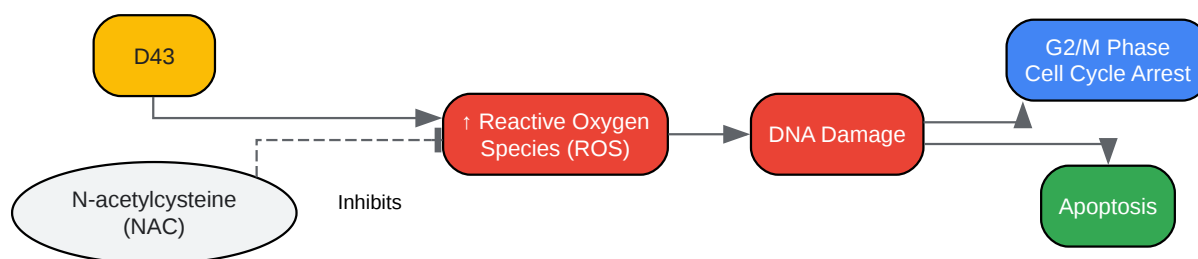 D43
N-acetylcysteine
(NAC)
Inhibits
↑ Reactive Oxygen
Species (ROS)
DNA Damage
G2/M Phase
Cell Cycle Arrest
Apoptosis